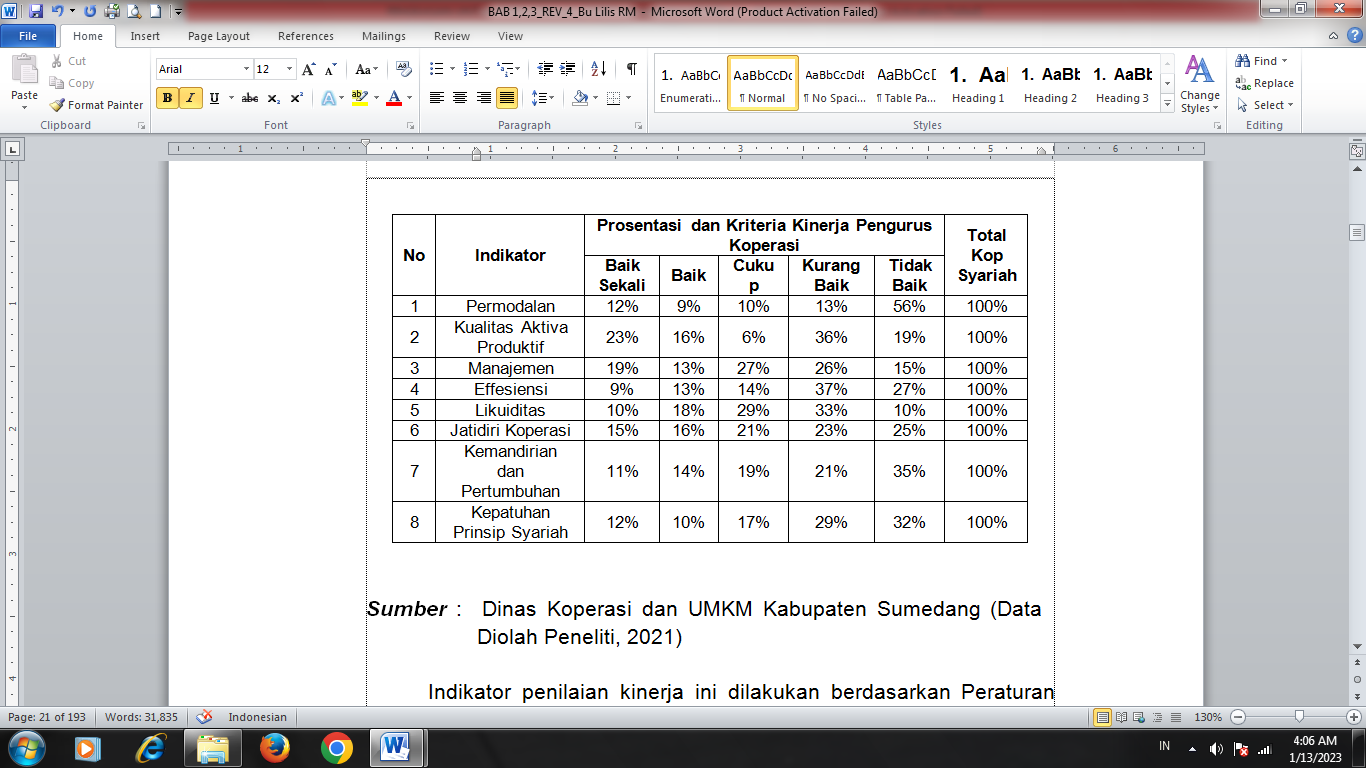 BAB 1,2,3_REV_4_Bu Lilis RM - Microsoft Word (Product Activation Failed)
File Home Insert Page Layout References Mailings Review View
Paste
Cut
Copy
Format Painter
Clipboard
Arial 12
Font
Paragraph
AaBbCcDc
¶ Normal
AaBbCcDdE
¶ No Spaci...
¶ Table Pa...
Enumerati...
Heading 1
Heading 2
Heading 3
Styles
Change
Styles
Find
Replace
Select
Editing
No Indikator Prosentasi dan Kriteria Kinerja Pengurus
Koperasi Total
Kop
Syariah
Baik
Sekali Baik Cuku
p Kurang
Baik Tidak
Baik
1 Permodalan 12% 9% 10% 13% 56% 100%
2 Kualitas Aktiva
Produktif 23% 16% 6% 36% 19% 100%
3 Manajemen 19% 13% 27% 26% 15% 100%
4 Effesiensi 9% 13% 14% 37% 27% 100%
5 Likuiditas 10% 18% 29% 33% 10% 100%
6 Jatidiri Koperasi 15% 16% 21% 23% 25% 100%
7 Kemandirian
dan
Pertumbuhan 11% 14% 19% 21% 35% 100%
8 Kepatuhan
Prinsip Syariah 12% 10% 17% 29% 32% 100%
Sumber : Dinas Koperasi dan UMKM Kabupaten Sumedang (Data
Diolah Peneliti, 2021)
Indikator penilaian kinerja ini dilakukan berdasarkan Peraturan
Page: 21 of 193 Words: 31,835 Indonesian 130%
IN 4:06 AM
1/13/2023